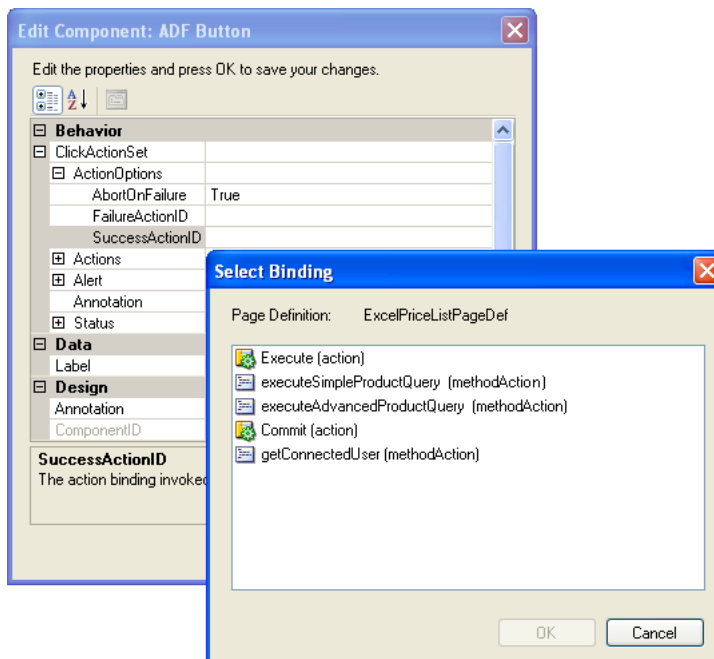 Edit Component: ADF Button
Edit the properties and press OK to save your changes.
Behavior
ClickActionSet
ActionOptions
AbortOnFailure True
FailureActionID
SuccessActionID
Actions
Alert
Annotation
Status
Data
Label
Design
Annotation
ComponentID
SuccessActionID
The action binding invoked
Select Binding
Page Definition: ExcelPriceListPageDef
Execute (action)
executeSimpleProductQuery (methodAction)
executeAdvancedProductQuery (methodAction)
Commit (action)
getConnectedUser (methodAction)
OK Cancel